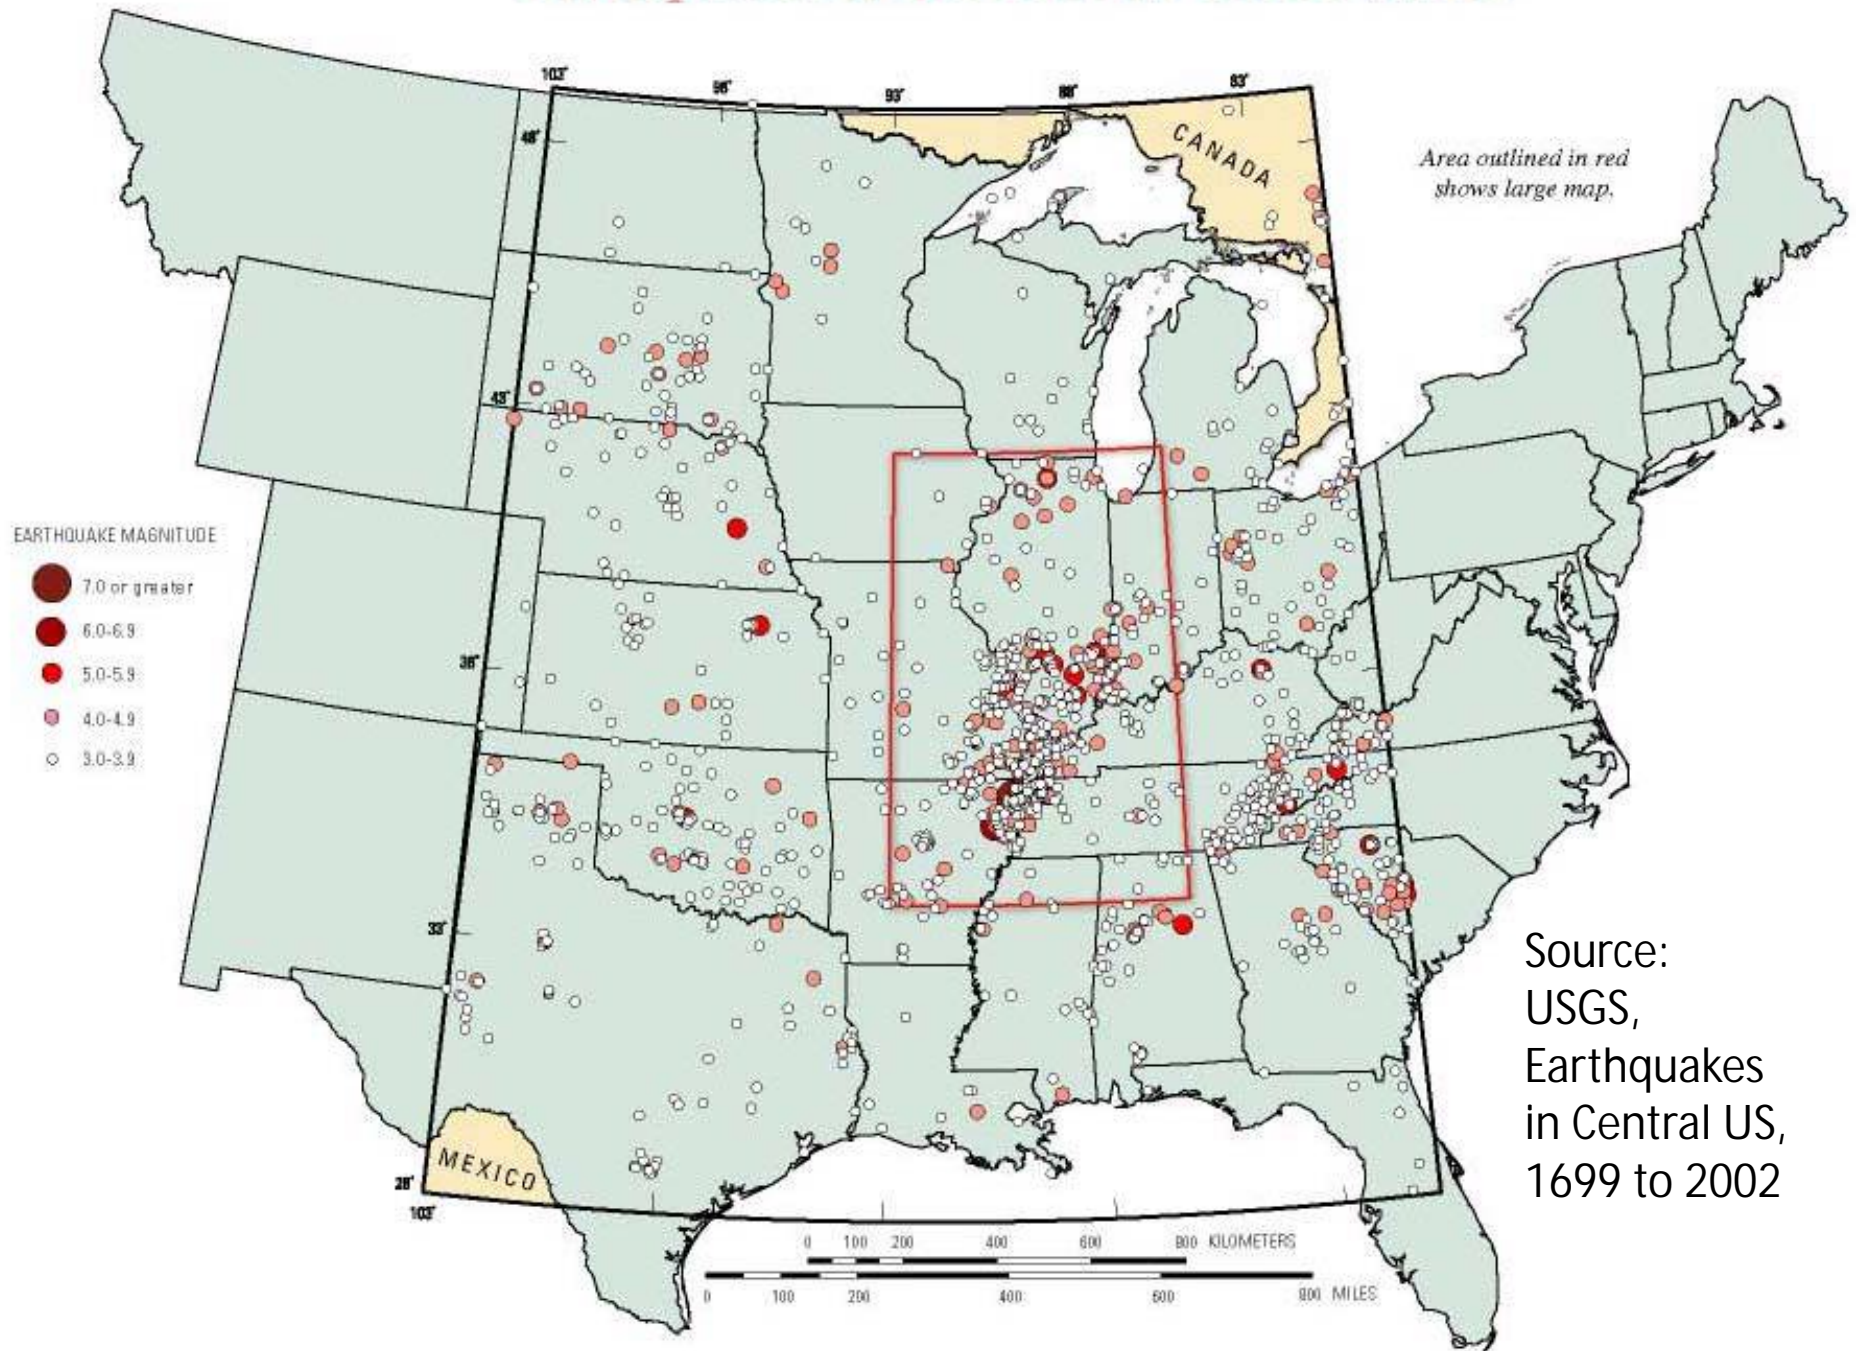 103°
98°
93°
88°
83°
48°
CANADA
Area outlined in red
shows large map.
43°
EARTHQUAKE MAGNITUDE
7.0 or greater
6.0-6.9
5.0-5.9
4.0-4.9
3.0-3.9
38°
33°
Source:
USGS,
Earthquakes
in Central US,
1699 to 2002
MEXICO
28°
103°
0 100 200 400 600 800 KILOMETERS
0 100 200 400 600 800 MILES